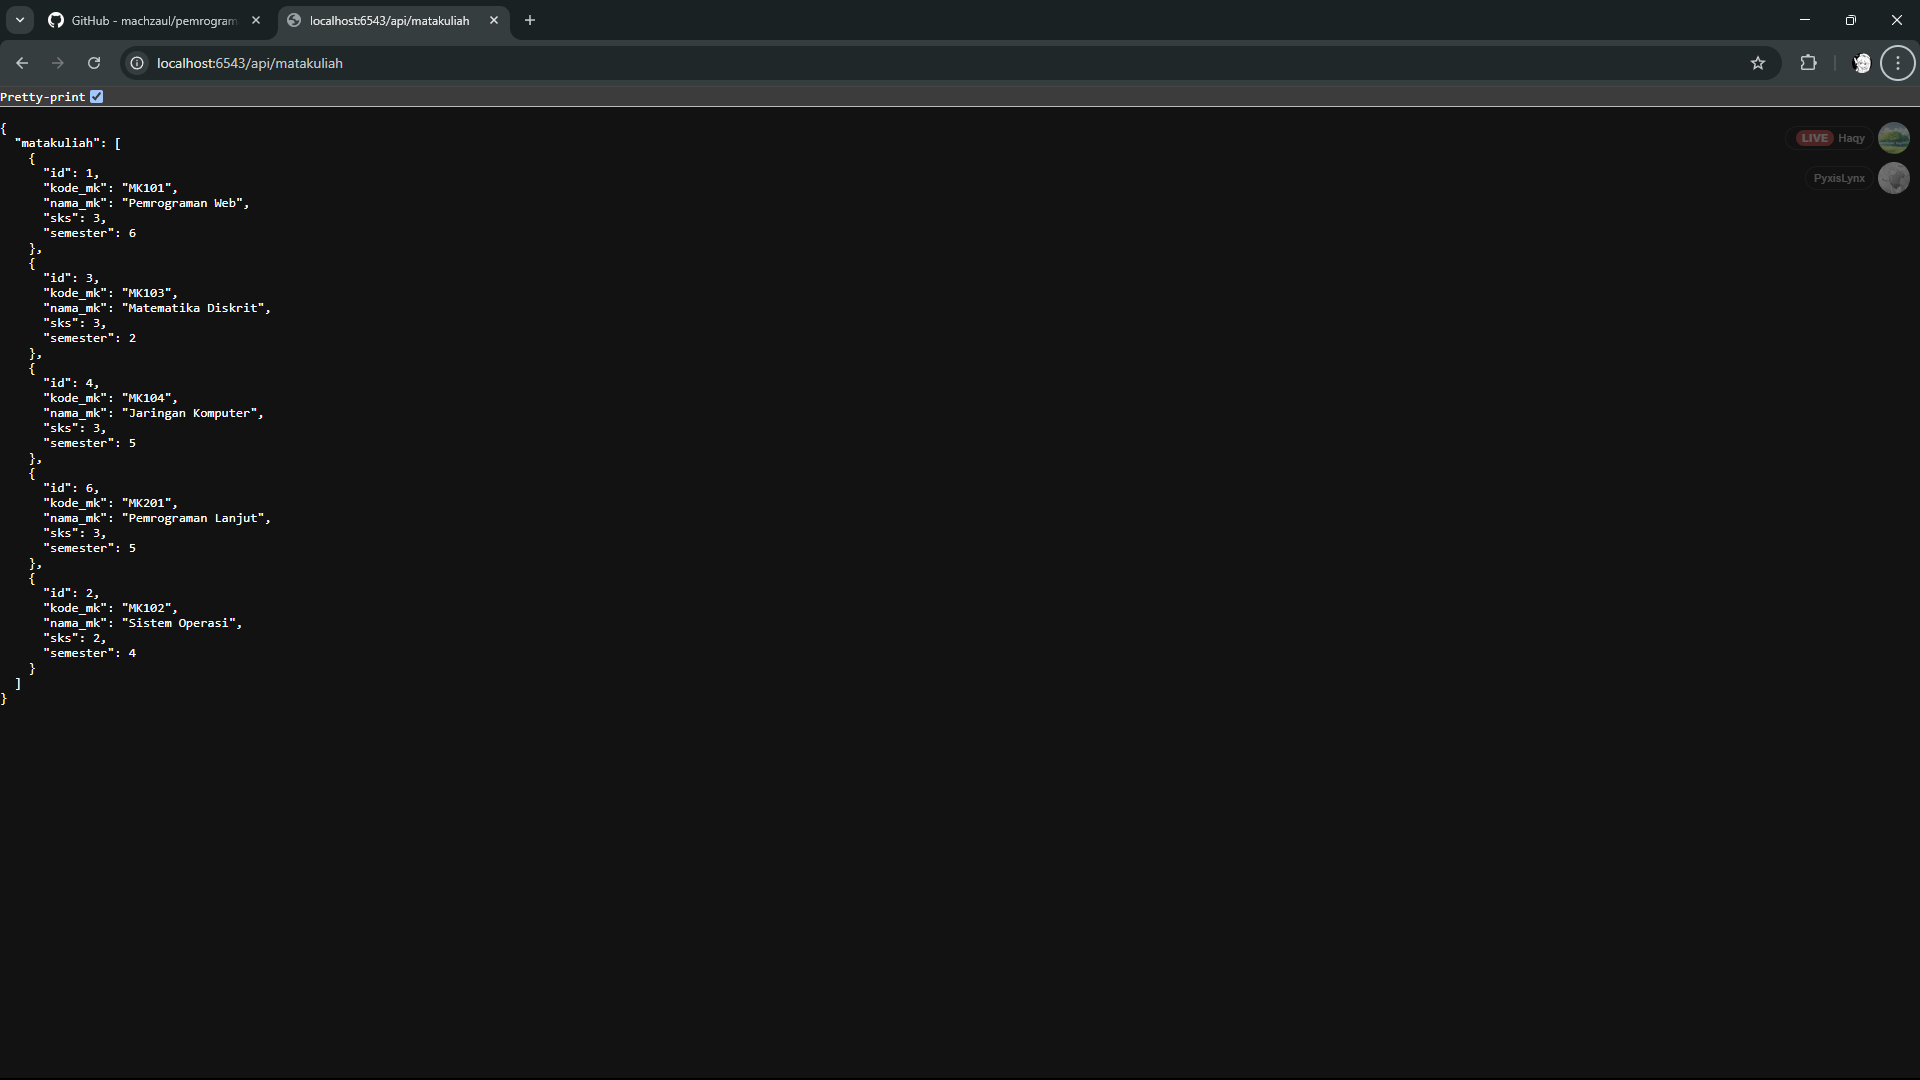 GitHub - machzaul/pemrogram
localhost:6543/api/matakuliah
localhost:6543/api/matakuliah
Pretty-print
{
  "matakuliah": [
    {
      "id": 1,
      "kode_mk": "MK101",
      "nama_mk": "Pemrograman Web",
      "sks": 3,
      "semester": 6
    },
    {
      "id": 3,
      "kode_mk": "MK103",
      "nama_mk": "Matematika Diskrit",
      "sks": 3,
      "semester": 2
    },
    {
      "id": 4,
      "kode_mk": "MK104",
      "nama_mk": "Jaringan Komputer",
      "sks": 3,
      "semester": 5
    },
    {
      "id": 6,
      "kode_mk": "MK201",
      "nama_mk": "Pemrograman Lanjut",
      "sks": 3,
      "semester": 5
    },
    {
      "id": 2,
      "kode_mk": "MK102",
      "nama_mk": "Sistem Operasi",
      "sks": 2,
      "semester": 4
    }
  ]
}
LIVE Haqy
PyxisLynx